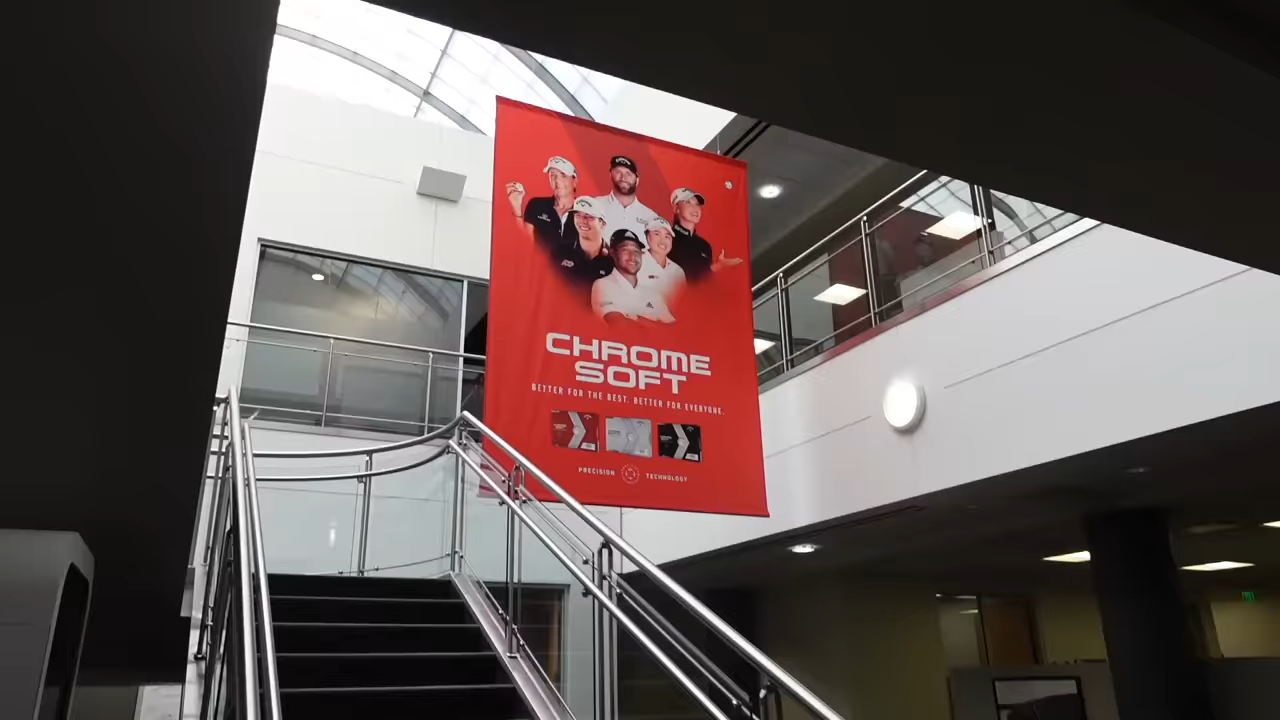 CHROME
SOFT
BETTER FOR THE BEST. BETTER FOR EVERYONE.
PRECISION TECHNOLOGY